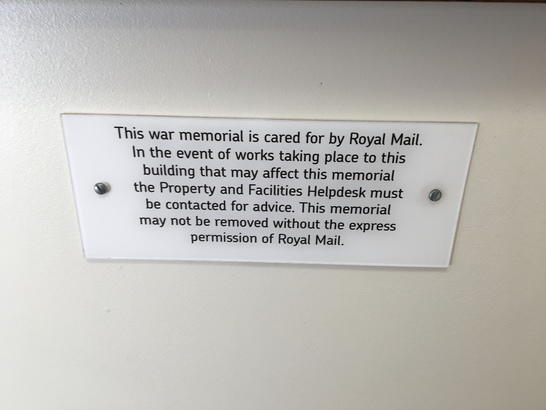 This war memorial is cared for by Royal Mail.
In the event of works taking place to this
building that may affect this memorial
the Property and Facilities Helpdesk must
be contacted for advice. This memorial
may not be removed without the express
permission of Royal Mail.